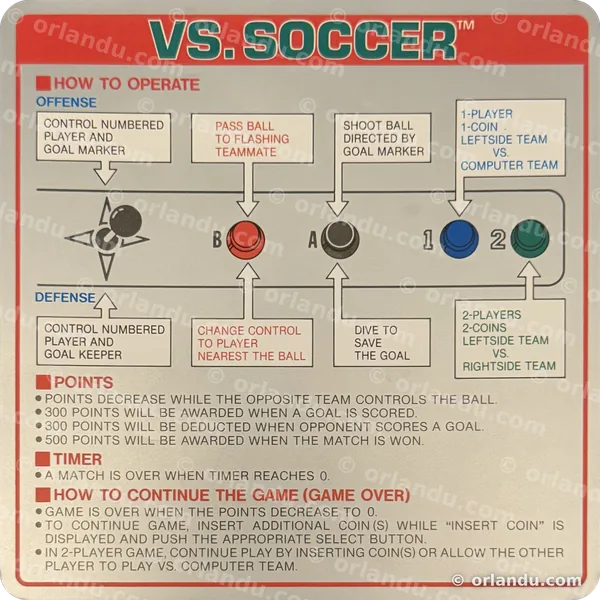 VS. SOCCER™
HOW TO OPERATE
OFFENSE
CONTROL NUMBERED
PLAYER AND
GOAL MARKER
PASS BALL
TO FLASHING
TEAMMATE
SHOOT BALL
DIRECTED BY
GOAL MARKER
1-PLAYER
1-COIN
LEFTSIDE TEAM
VS.
COMPUTER TEAM
B
A
1
2
DEFENSE
CONTROL NUMBERED
PLAYER AND
GOAL KEEPER
CHANGE CONTROL
TO PLAYER
NEAREST THE BALL
DIVE TO
SAVE
THE GOAL
2-PLAYERS
2-COINS
LEFTSIDE TEAM
VS.
RIGHTSIDE TEAM
POINTS
• POINTS DECREASE WHILE THE OPPOSITE TEAM CONTROLS THE BALL.
• 300 POINTS WILL BE AWARDED WHEN A GOAL IS SCORED.
• 300 POINTS WILL BE DEDUCTED WHEN OPPONENT SCORES A GOAL.
• 500 POINTS WILL BE AWARDED WHEN THE MATCH IS WON.
TIMER
• A MATCH IS OVER WHEN TIMER REACHES 0.
HOW TO CONTINUE THE GAME (GAME OVER)
• GAME IS OVER WHEN THE POINTS DECREASE TO 0.
• TO CONTINUE GAME, INSERT ADDITIONAL COIN(S) WHILE "INSERT COIN" IS
DISPLAYED AND PUSH THE APPROPRIATE SELECT BUTTON.
• IN 2-PLAYER GAME, CONTINUE PLAY BY INSERTING COIN(S) OR ALLOW THE OTHER
PLAYER TO PLAY VS. COMPUTER TEAM.
© orlandu.com